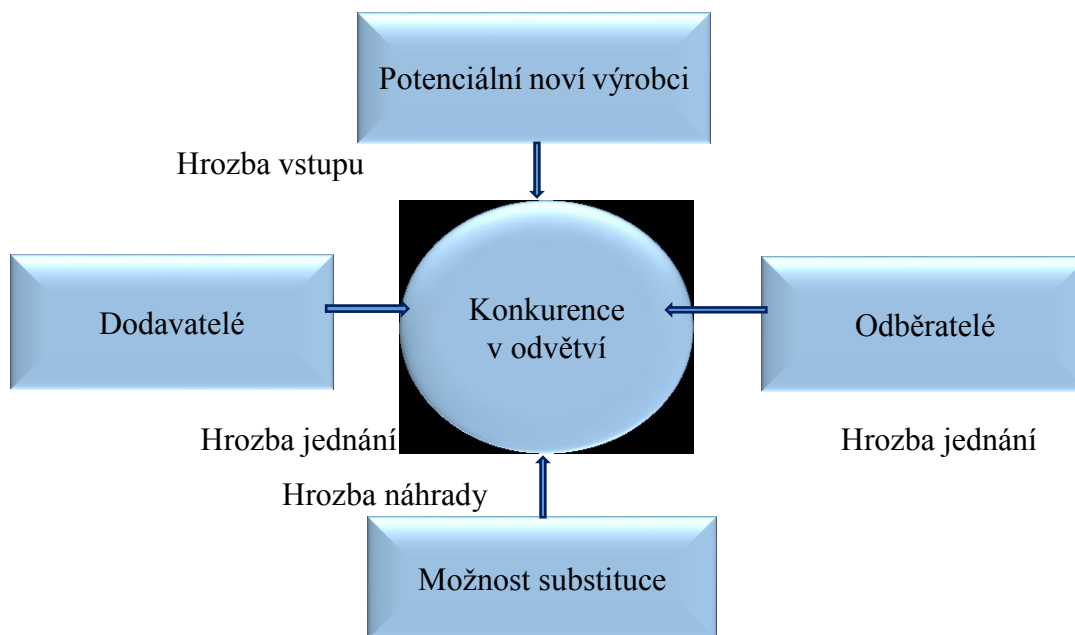 Potenciální noví výrobci
Hrozba vstupu
Dodavatelé
Konkurence
v odvětví
Odběratelé
Hrozba jednání
Hrozba jednání
Hrozba náhrady
Možnost substituce